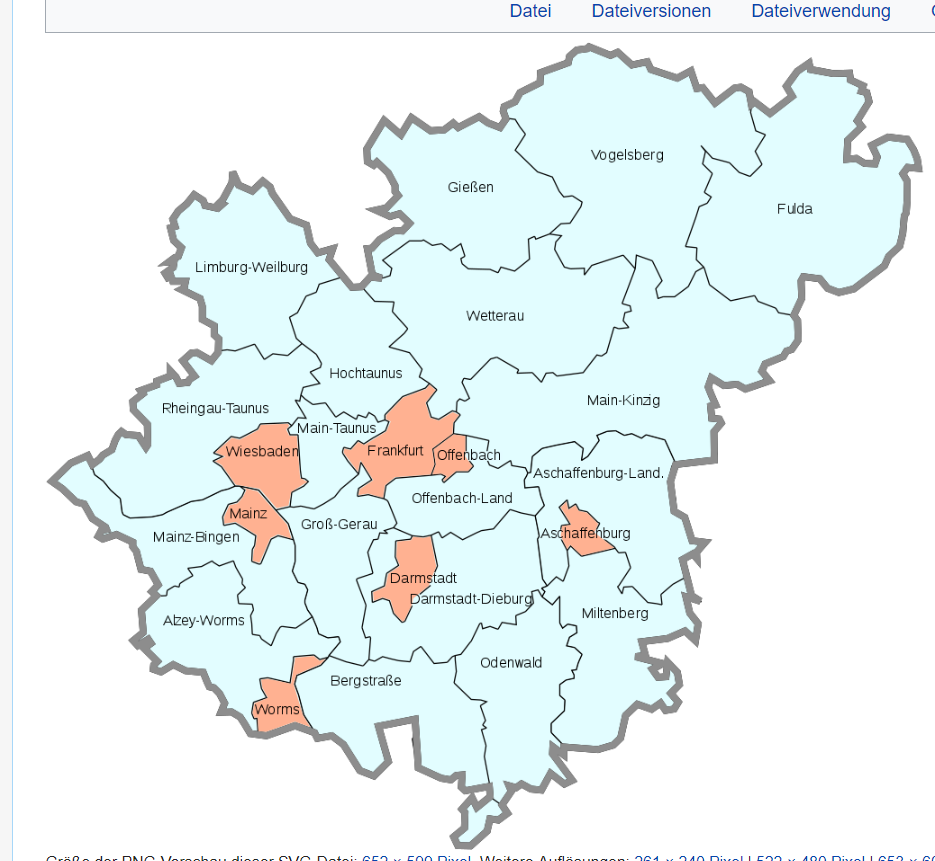 Datei Dateiversionen Dateiverwendung
Vogelsberg
Gießen
Fulda
Limburg-Weilburg
Wetterau
Hochtaunus
Main-Kinzig
Rheingau-Taunus
Main-Taunus
Wiesbaden
Frankfurt
Offenbach
Aschaffenburg-Land.
Offenbach-Land
Mainz
Groß-Gerau
Mainz-Bingen
Aschaffenburg
Darmstadt
Darmstadt-Dieburg
Miltenberg
Alzey-Worms
Odenwald
Bergstraße
Worms